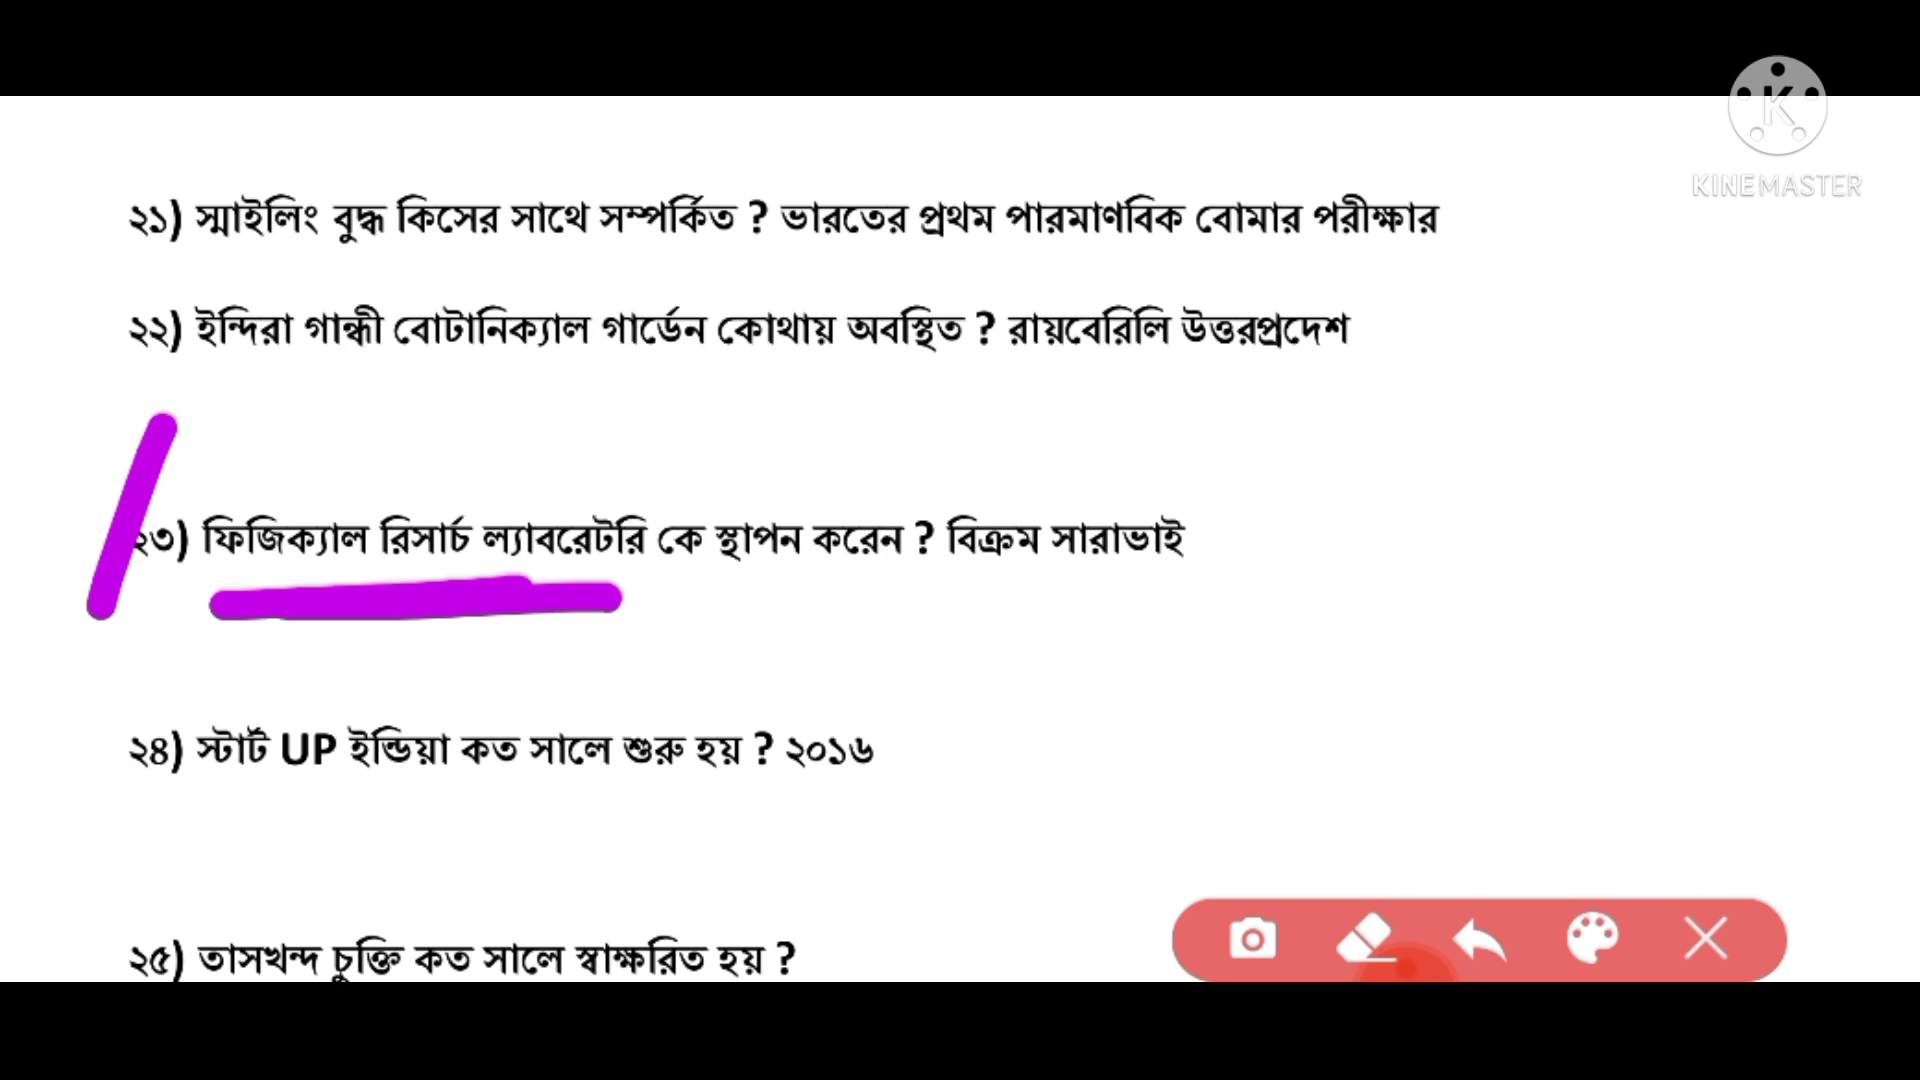 K
KINEMASTER
২১) স্মাইলিং বুদ্ধ কিসের সাথে সম্পর্কিত ? ভারতের প্রথম পারমাণবিক বোমার পরীক্ষার
২২) ইন্দিরা গান্ধী বোটানিক্যাল গার্ডেন কোথায় অবস্থিত ? রায়বেরিলি উত্তরপ্রদেশ
২৩) ফিজিক্যাল রিসার্চ ল্যাবরেটরি কে স্থাপন করেন ? বিক্রম সারাভাই
২৪) স্টার্ট UP ইন্ডিয়া কত সালে শুরু হয় ? ২০১৬
২৫) তাসখন্দ চুক্তি কত সালে স্বাক্ষরিত হয় ?